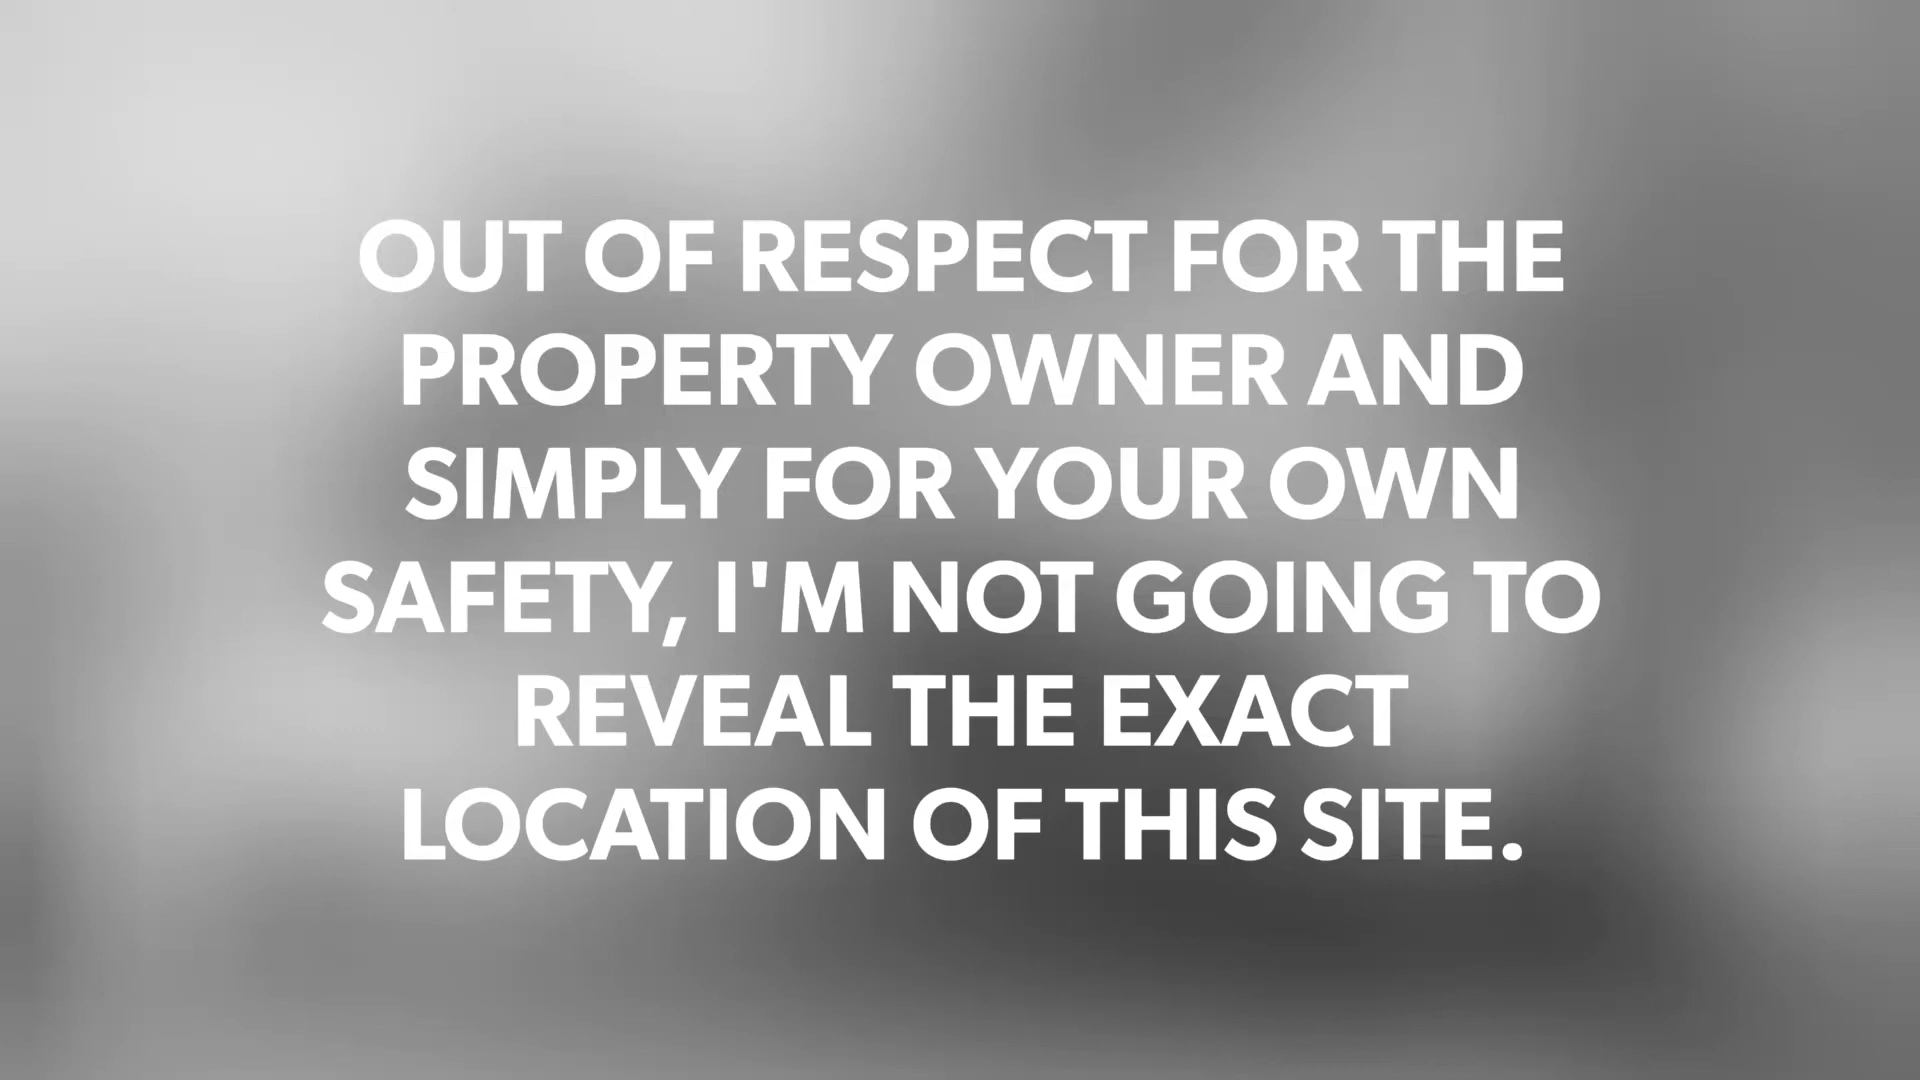 OUT OF RESPECT FOR THE
PROPERTY OWNER AND
SIMPLY FOR YOUR OWN
SAFETY, I'M NOT GOING TO
REVEAL THE EXACT
LOCATION OF THIS SITE.